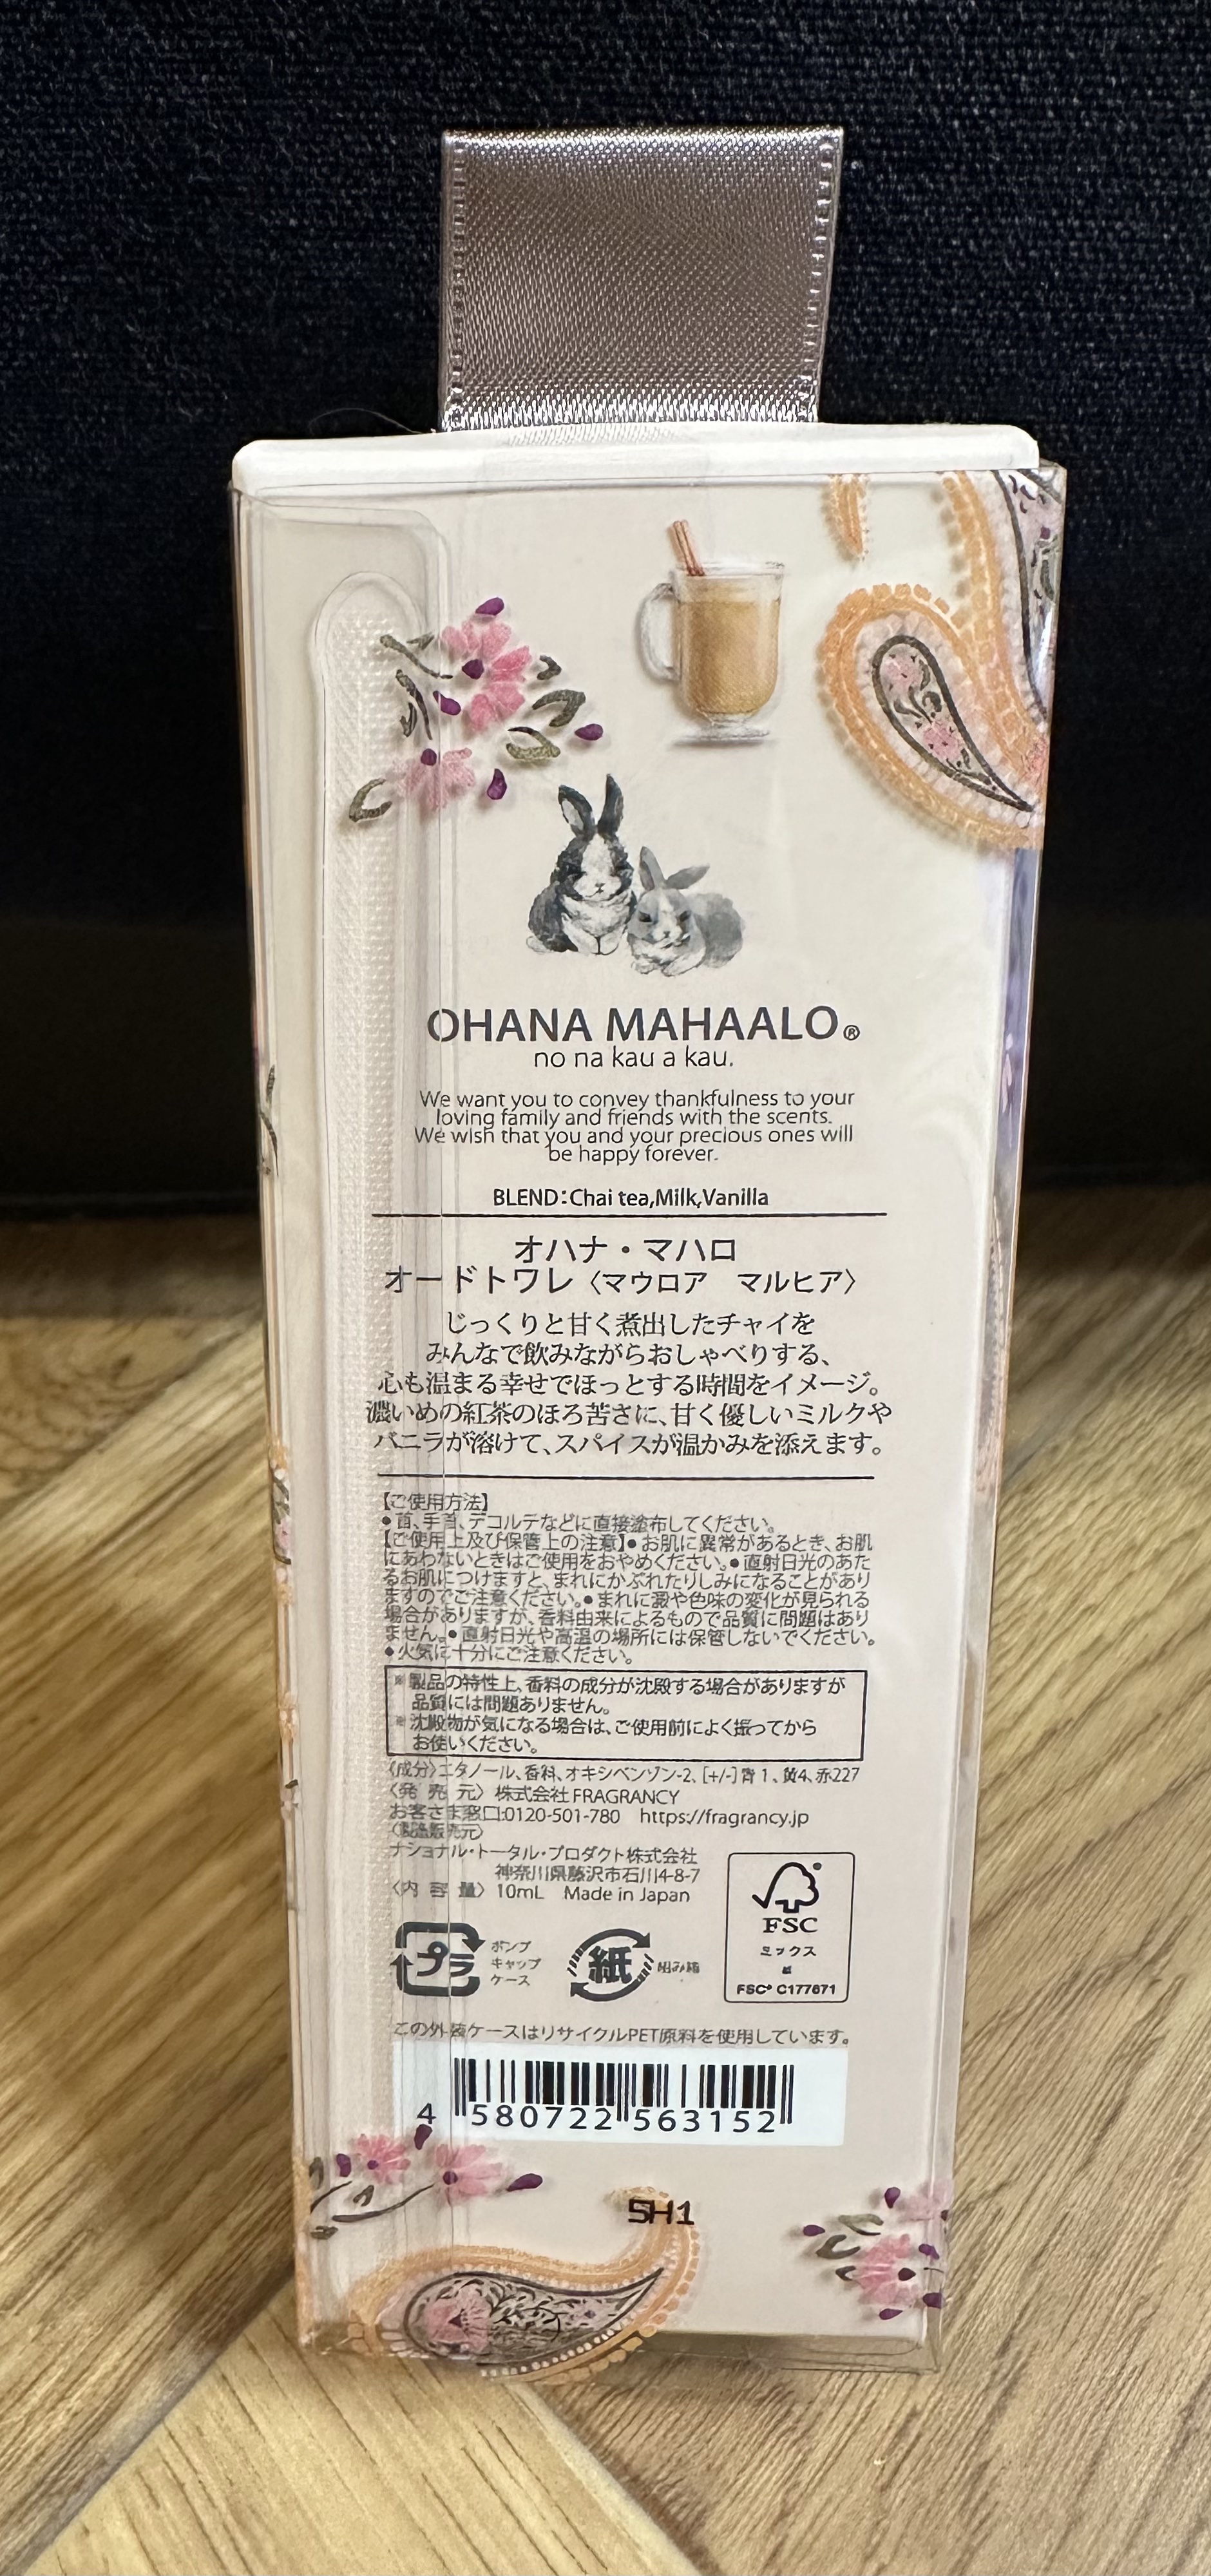 OHANA MAHAALO®
no na kau a kau.
We want you to convey thankfulness to your
loving family and friends with the scents.
We wish that you and your precious ones will
be happy forever.
BLEND:Chai tea,Milk,Vanilla
オハナ・マハロ
オードトワレ〈マウロア　マルヒア〉
じっくりと甘く煮出したチャイを
みんなで飲みながらおしゃべりする、
心も温まる幸せでほっとする時間をイメージ。
濃いめの紅茶のほろ苦さに、甘く優しいミルクや
バニラが溶けて、スパイスが温かみを添えます。
【ご使用方法】
●首、手首、デコルテなどに直接塗布してください。
【ご使用上及び保管上の注意】●お肌に異常があるとき、お肌
にあわないときはご使用をおやめください。●直射日光のあた
るお肌につけますと、まれにかぶれたりしみになることがあり
ますのでご注意ください。●まれに澱や色味の変化が見られる
場合がありますが、香料由来によるもので品質に問題はあり
ません。●直射日光や高温の場所には保管しないでください。
●火気に十分にご注意ください。
※製品の特性上、香料の成分が沈殿する場合がありますが
品質には問題ありません。
※沈殿物が気になる場合は、ご使用前によく振ってから
お使いください。
〈成分〉エタノール、香料、オキシベンゾン-2、[+/-]青1、黄4、赤227
〈発 売 元〉株式会社 FRAGRANCY
お客さま窓口:0120-501-780　https://fragrancy.jp
〈製造販売元〉
ナショナル・トータル・プロダクト株式会社
神奈川県藤沢市石川4-8-7
〈内 容 量〉10mL　Made in Japan
プラ
ポンプ
キャップ
ケース
紙
組み箱
FSC
ミックス
紙
FSC® C177671
この外装ケースはリサイクルPET原料を使用しています。
4 580722 563152
5H1